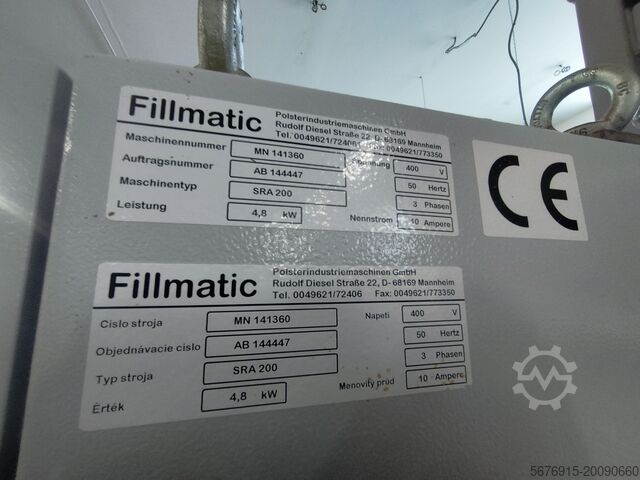 Fillmatic
Polsterindustriemaschinen GmbH
Rudolf Diesel Straße 22, D-68169 Mannheim
Tel. 0049621/72406 Fax: 0049621/773350
Maschinennummer MN 141360 Spannung 400 V
Auftragsnummer AB 144447 50 Hertz
Maschinentyp SRA 200 3 Phasen
Leistung 4,8 kW Nennstrom 10 Ampere
CE
Fillmatic
Polsterindustriemaschinen GmbH
Rudolf Diesel Straße 22, D- 68169 Mannheim
Tel. 0049621/72406 Fax: 0049621/773350
Cislo stroja MN 141360 Napeti 400 V
Objednávacie cislo AB 144447 50 Hertz
Typ stroja SRA 200 3 Phasen
Érték 4,8 kW Menovitý prúd 10 Ampere
5676915-20090660